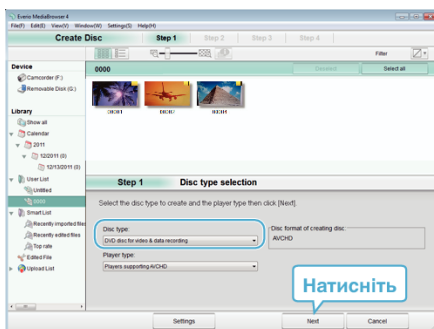 Everio MediaBrowser 4
File(F) Edit(E) View(V) Window(W) Settings(S) Help(H)
Create Disc Step 1 Step 2 Step 3 Step 4
Filter
Device
0000 Deselect Select all
Camcorder (F:)
Removable Disk (G:)
00001 00002 00003
Library
Show all
Calendar
2011
12/2011 (0)
12/13/2011 (0)
User List
Untitled
0000
Smart List
Recently imported files
Recently edited files
Top rate
Edited File
Upload List
Step 1 Disc type selection
Select the disc type to create and the player type then click [Next].
Disc type:
DVD disc for video & data recording
Disc format of creating disc.
AVCHD
Player type:
Players supporting AVCHD
Натисніть
Settings Next Cancel